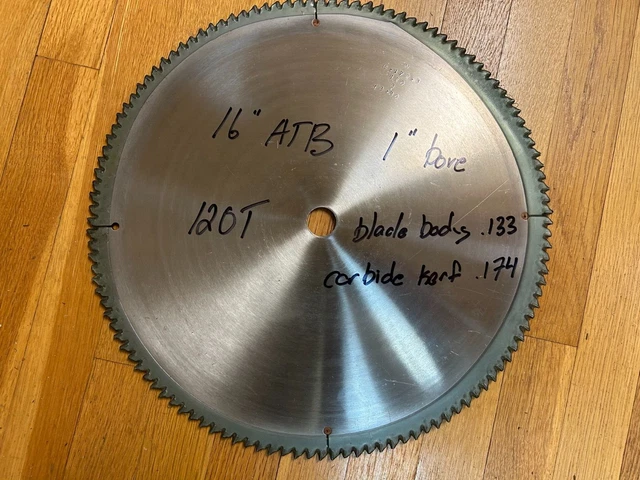 16" ATB
1" bore
120T
blade body .133
carbide kerf .174